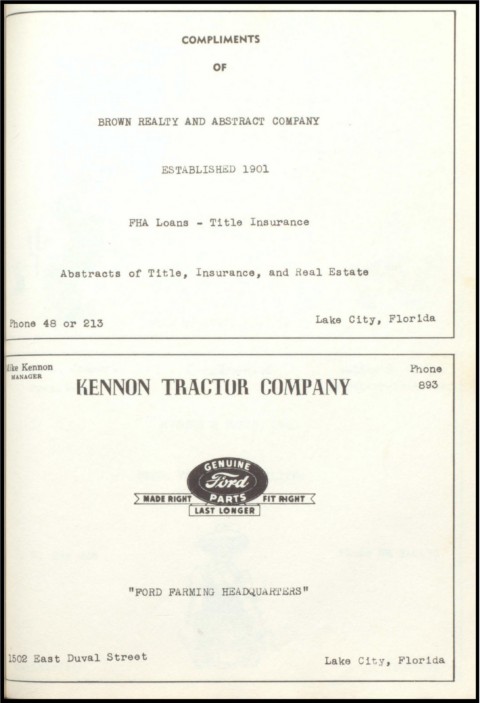 COMPLIMENTS
OF
BROWN REALTY AND ABSTRACT COMPANY
ESTABLISHED 1901
FHA Loans - Title Insurance
Abstracts of Title, Insurance, and Real Estate
Phone 48 or 213
Lake City, Florida
Mike Kennon
MANAGER
Phone
893
KENNON TRACTOR COMPANY
GENUINE
Ford
MADE RIGHT PARTS FIT RIGHT
LAST LONGER
"FORD FARMING HEADQUARTERS"
1502 East Duval Street
Lake City, Florida